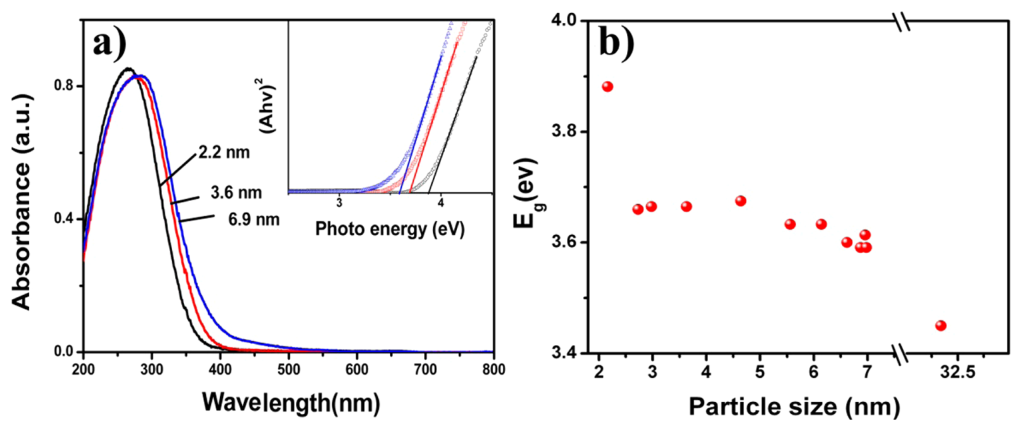 a)
Absorbance (a.u.)
0.8
0.4
0.0
200 300 400 500 600 700 800
Wavelength(nm)
2.2 nm
3.6 nm
6.9 nm
(Ahv)²
3 4
Photo energy (eV)
b)
Eg(ev)
4.0
3.8
3.6
3.4
2 3 4 5 6 7 32.5
Particle size (nm)